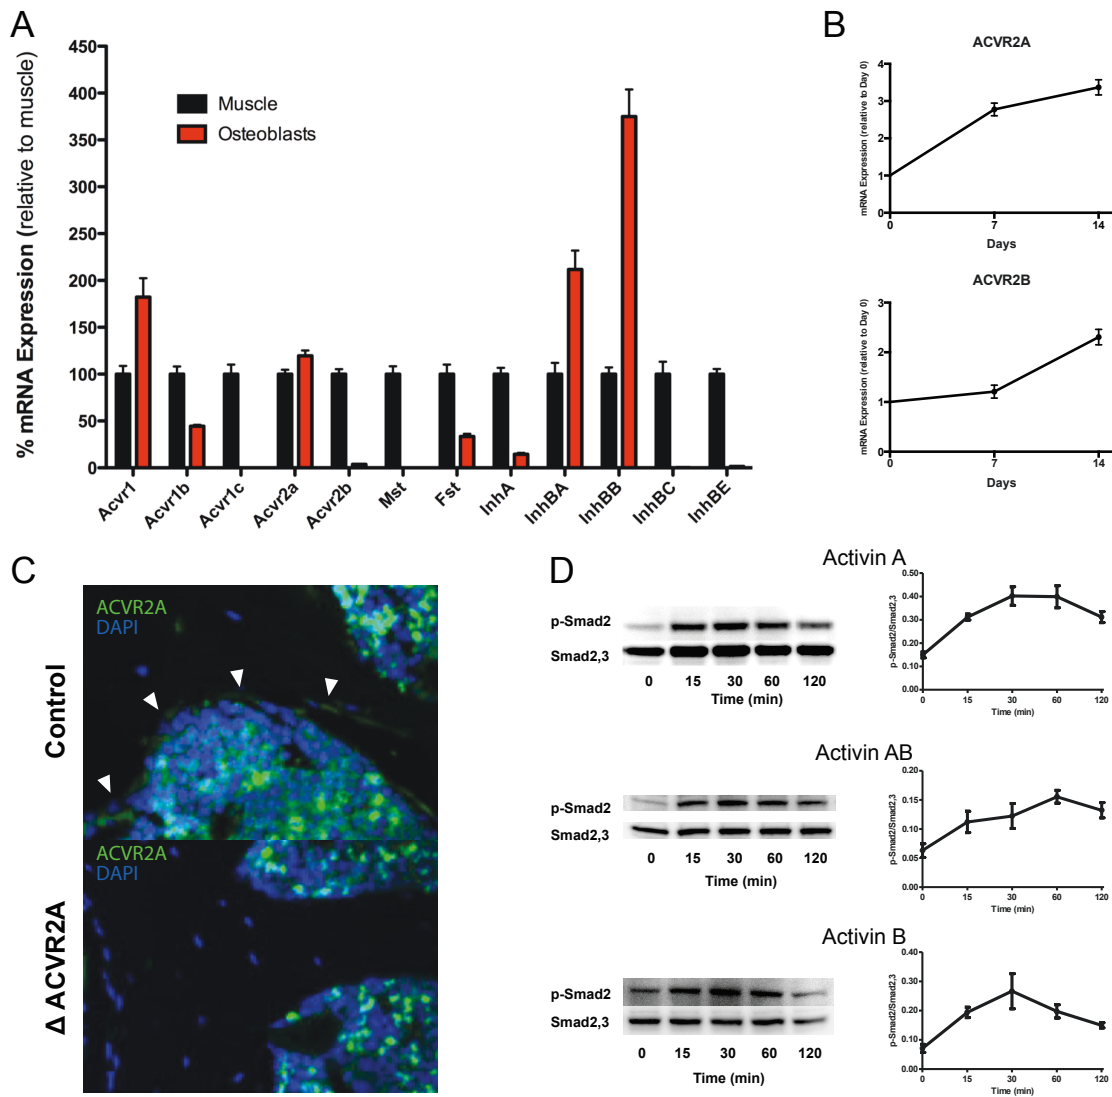 A
% mRNA Expression (relative to muscle)
450
400
350
300
250
200
150
100
50
0
Muscle
Osteoblasts
Acvr1
Acvr1b
Acvr1c
Acvr2a
Acvr2b
Mst
Fst
InhA
InhBA
InhBB
InhBC
InhBE
B
ACVR2A
mRNA Expression (relative to Day 0)
4
3
2
1
0
0 7 14
Days
ACVR2B
mRNA Expression (relative to Day 0)
3
2
1
0
0 7 14
Days
C
Control
ACVR2A
DAPI
Δ ACVR2A
ACVR2A
DAPI
D
Activin A
p-Smad2
Smad2,3
0 15 30 60 120
Time (min)
p-Smad2/Smad2,3
0.50
0.40
0.30
0.20
0.10
0.00
0 15 30 60 120
Time (min)
Activin AB
p-Smad2
Smad2,3
0 15 30 60 120
Time (min)
p-Smad2/Smad2,3
0.20
0.15
0.10
0.05
0.00
0 15 30 60 120
Time (min)
Activin B
p-Smad2
Smad2,3
0 15 30 60 120
Time (min)
p-Smad2/Smad2,3
0.40
0.30
0.20
0.10
0.00
0 15 30 60 120
Time (min)